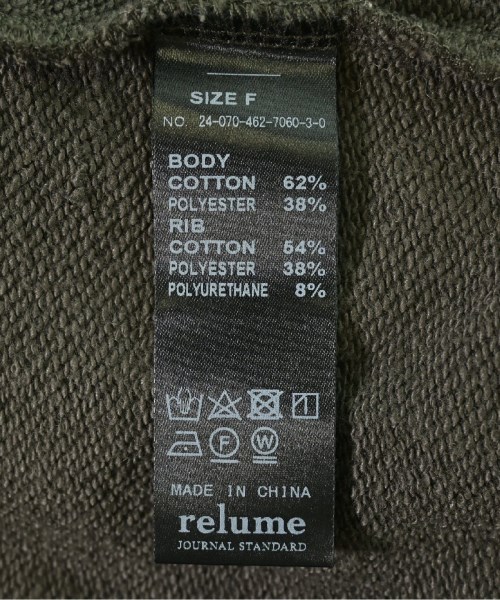 SIZE F
NO. 24-070-462-7060-3-0
BODY
COTTON 62%
POLYESTER 38%
RIB
COTTON 54%
POLYESTER 38%
POLYURETHANE 8%
F W
MADE IN CHINA
relume
JOURNAL STANDARD